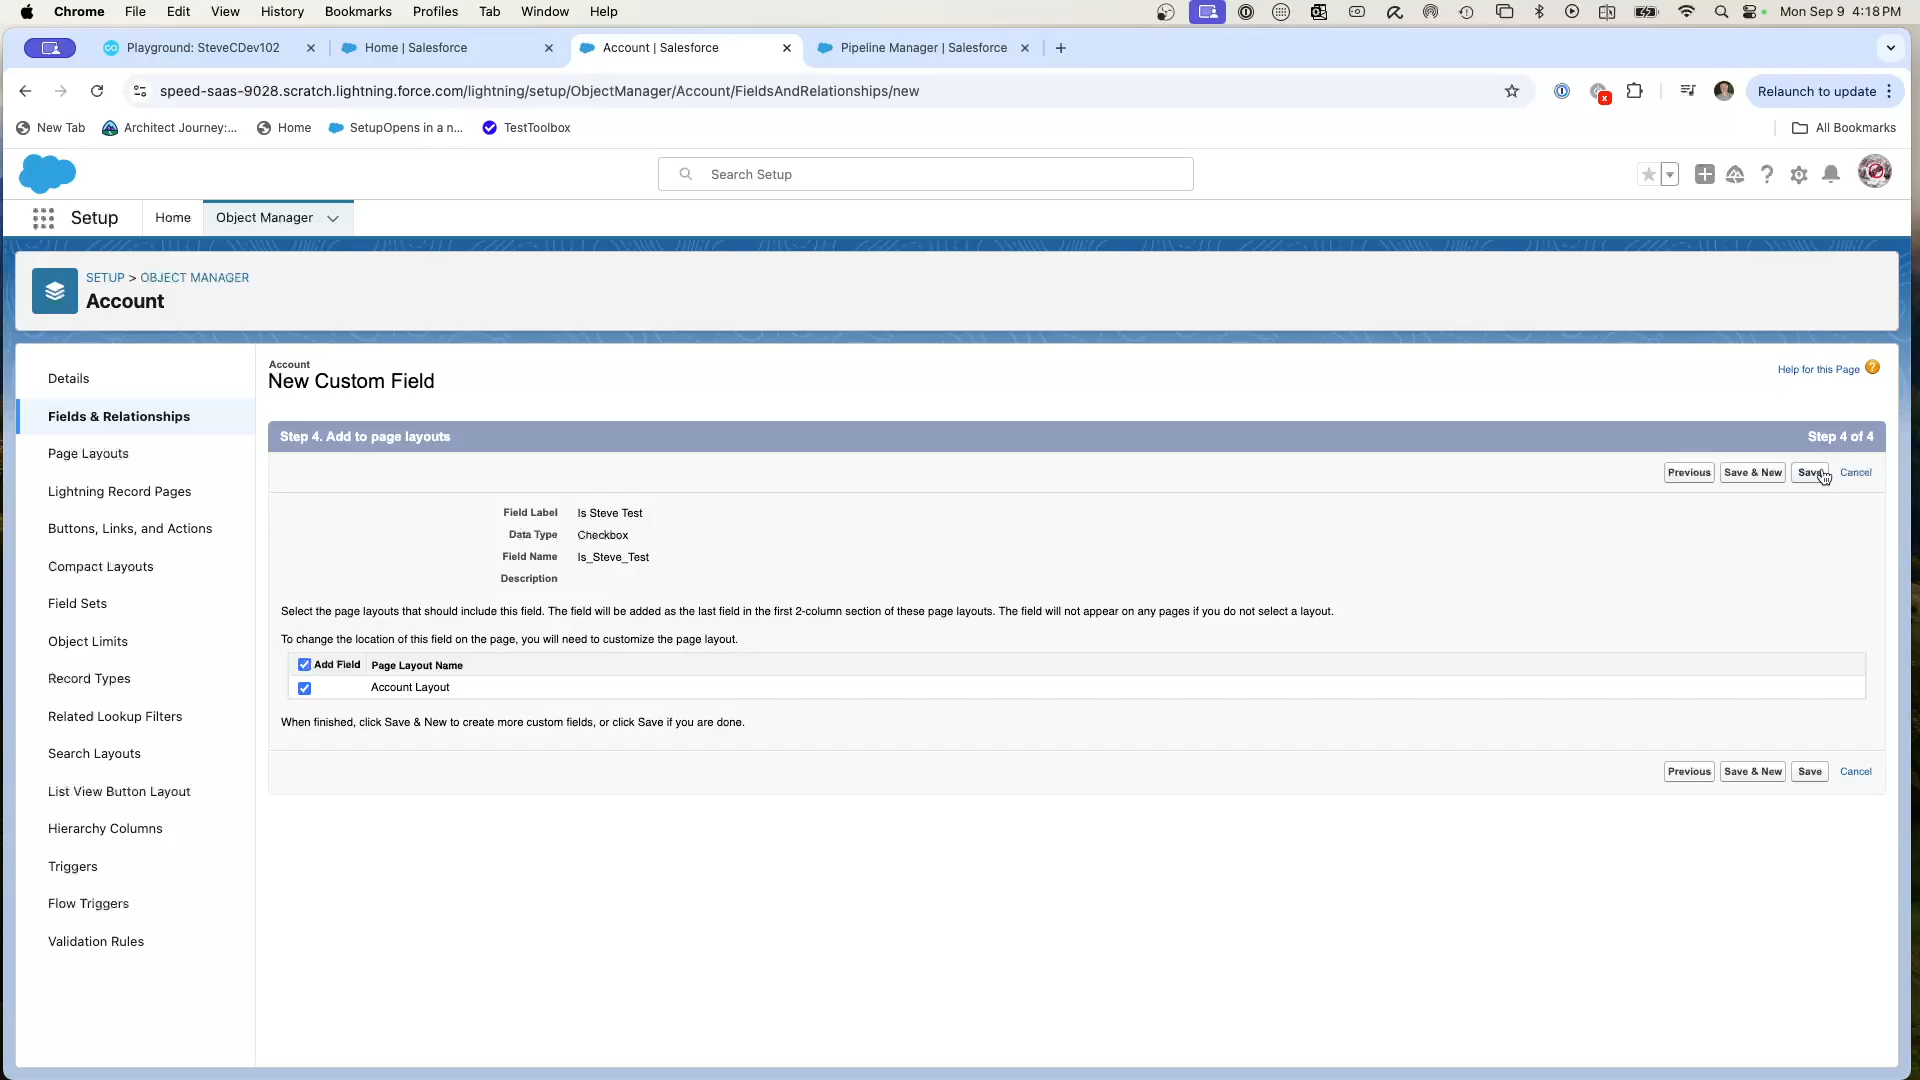 Chrome File Edit View History Bookmarks Profiles Tab Window Help Mon Sep 9 4:18 PM
Playground: SteveCDev102 Home | Salesforce Account | Salesforce Pipeline Manager | Salesforce
speed-saas-9028.scratch.lightning.force.com/lightning/setup/ObjectManager/Account/FieldsAndRelationships/new Relaunch to update
New Tab Architect Journey:... Home SetupOpens in a n... TestToolbox All Bookmarks
Search Setup
Setup Home Object Manager
SETUP > OBJECT MANAGER
Account
Details
Fields & Relationships
Page Layouts
Lightning Record Pages
Buttons, Links, and Actions
Compact Layouts
Field Sets
Object Limits
Record Types
Related Lookup Filters
Search Layouts
List View Button Layout
Hierarchy Columns
Triggers
Flow Triggers
Validation Rules
Account
New Custom Field
Help for this Page ?
Step 4. Add to page layouts Step 4 of 4
Previous Save & New Save Cancel
Field Label Is Steve Test
Data Type Checkbox
Field Name Is_Steve_Test
Description
Select the page layouts that should include this field. The field will be added as the last field in the first 2-column section of these page layouts. The field will not appear on any pages if you do not select a layout.
To change the location of this field on the page, you will need to customize the page layout.
Add Field Page Layout Name
Account Layout
When finished, click Save & New to create more custom fields, or click Save if you are done.
Previous Save & New Save Cancel